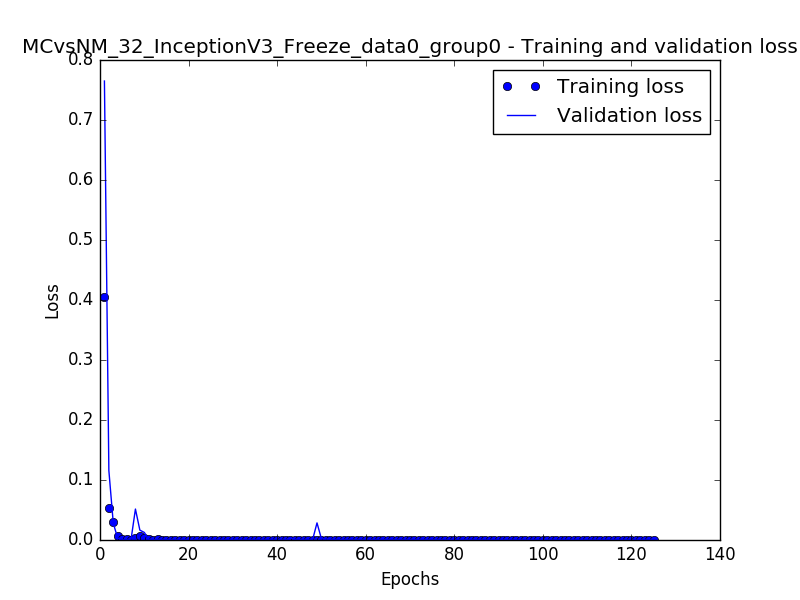 MCvsNM_32_InceptionV3_Freeze_data0_group0 - Training and validation loss
0.8
0.7
0.6
0.5
0.4
0.3
0.2
0.1
0.0
Loss
Training loss
Validation loss
0 20 40 60 80 100 120 140
Epochs